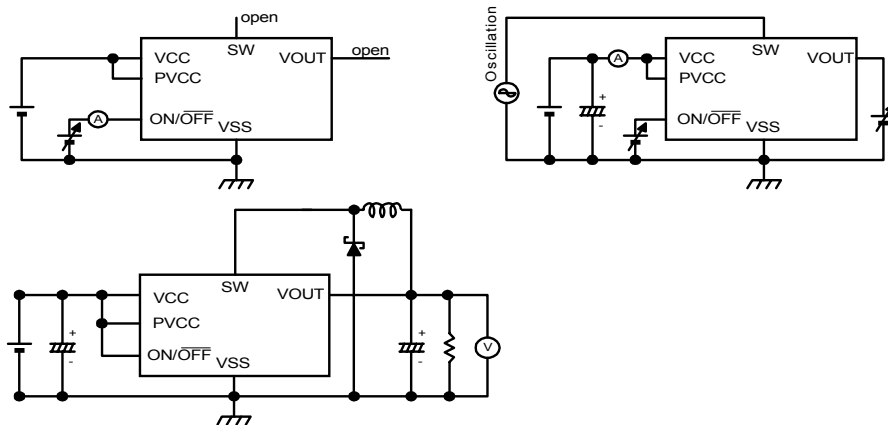 open
SW
VCC
VOUT
open
PVCC
A
ON/OFF
VSS
Oscillation
SW
A
VCC
VOUT
PVCC
+
-
ON/OFF
VSS
SW
VCC
VOUT
PVCC
+
-
ON/OFF
VSS
+
-
V